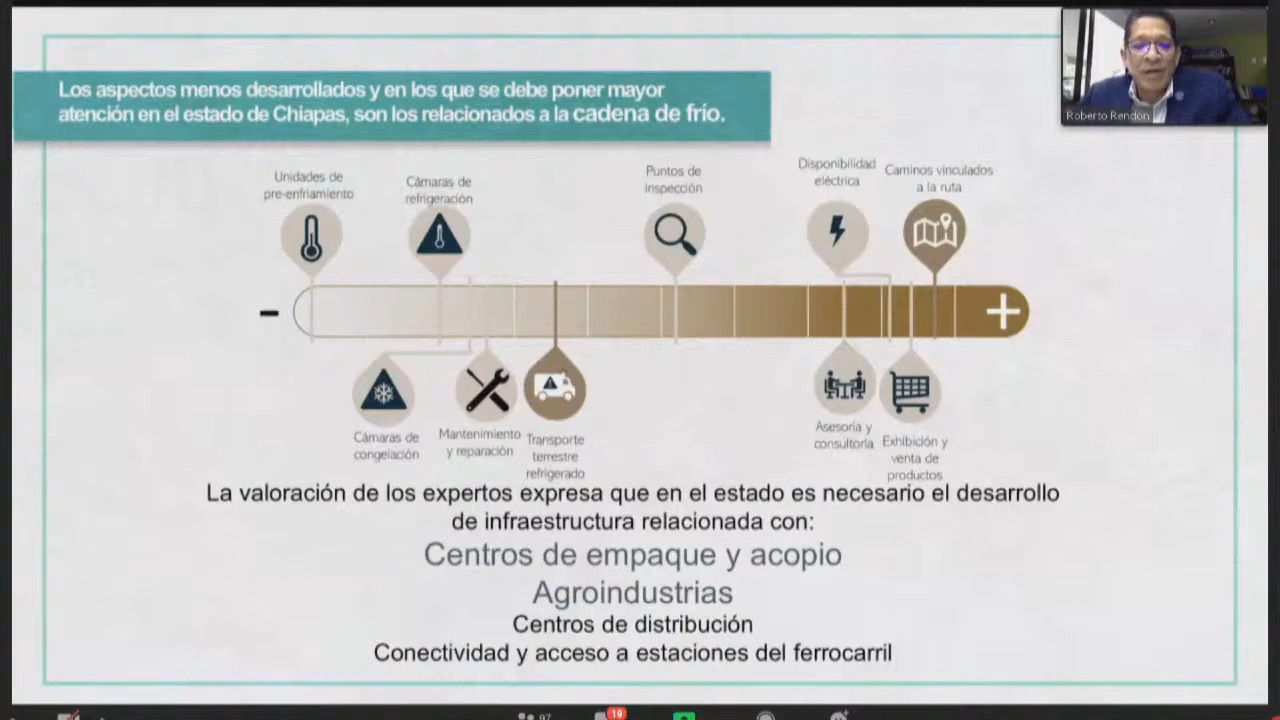 Los aspectos menos desarrollados y en los que se debe poner mayor
atención en el estado de Chiapas, son los relacionados a la cadena de frío.
Roberto Rendon
Unidades de
pre-enfriamiento
Cámaras de
refrigeración
Puntos de
inspección
Disponibilidad
eléctrica
Caminos vinculados
a la ruta
Cámaras de
congelación
Mantenimiento
y reparación
Transporte
terrestre
refrigerado
Asesoría y
consultoría
Exhibición y
venta de
productos
La valoración de los expertos expresa que en el estado es necesario el desarrollo
de infraestructura relacionada con:
Centros de empaque y acopio
Agroindustrias
Centros de distribución
Conectividad y acceso a estaciones del ferrocarril
97
19